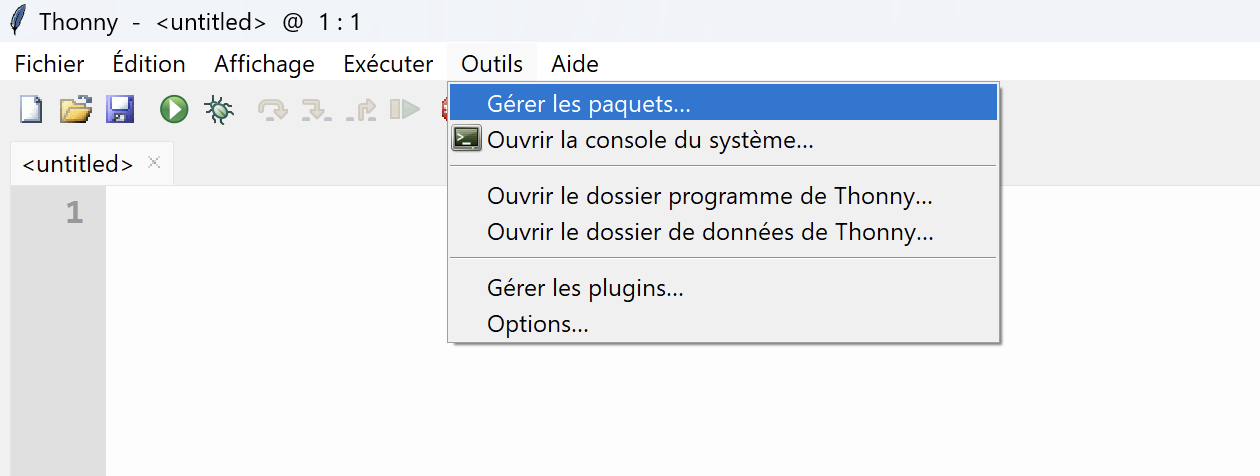 Thonny - <untitled> @ 1 : 1
Fichier Édition Affichage Exécuter Outils Aide
Gérer les paquets...
Ouvrir la console du système...
<untitled>
Ouvrir le dossier programme de Thonny...
1
Ouvrir le dossier de données de Thonny...
Gérer les plugins...
Options...